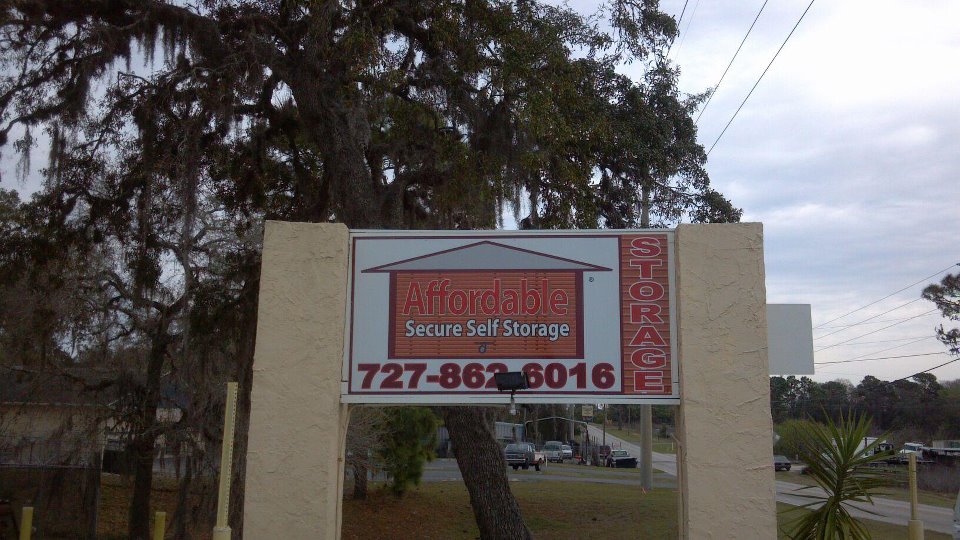 Affordable
Secure Self Storage
727-862-6016
STORAGE
®